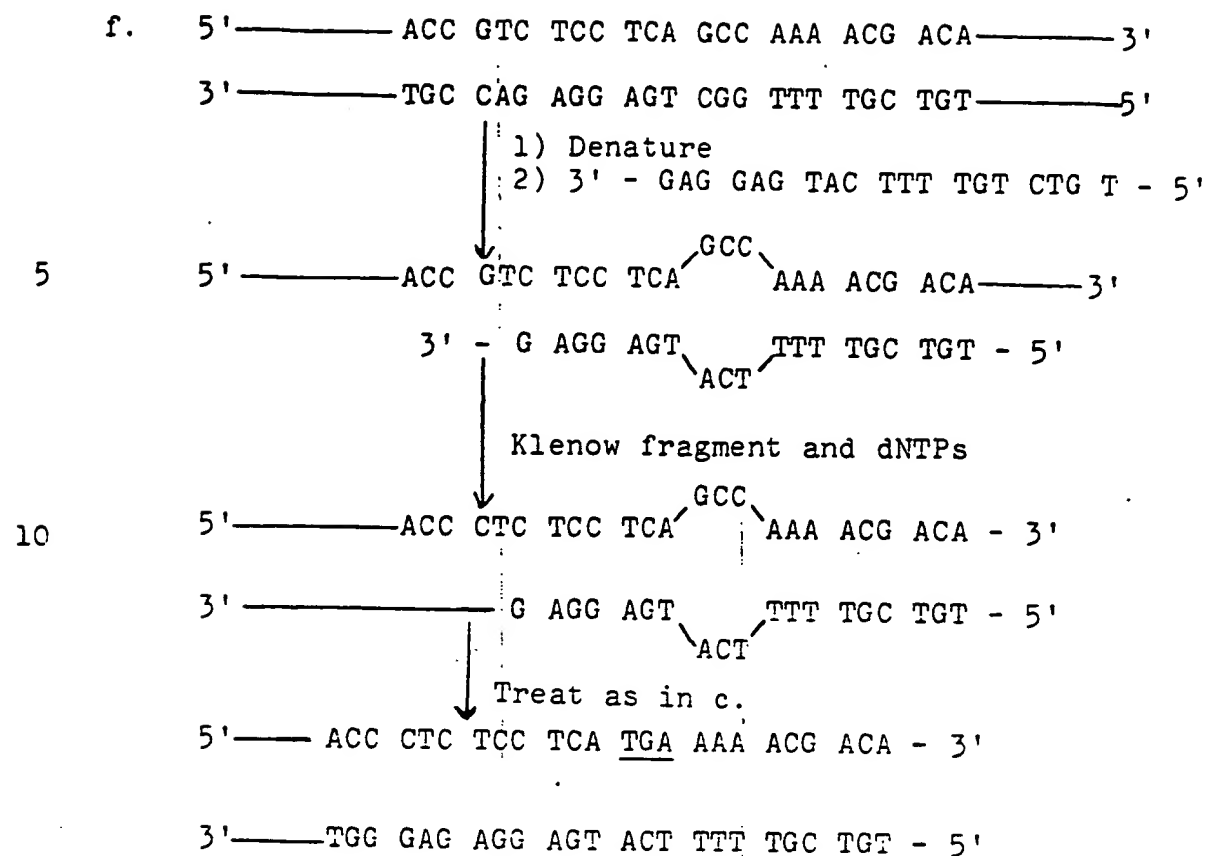 f. 5' ACC GTC TCC TCA GCC AAA ACG ACA 3'
3' TGC CAG AGG AGT CGG TTT TGC TGT 5'
1) Denature
2) 3' - GAG GAG TAC TTT TGT CTG T - 5'
GCC
5 5' ACC GTC TCC TCA AAA ACG ACA 3'
3' - G AGG AGT TTT TGC TGT - 5'
ACT
Klenow fragment and dNTPs
GCC
10 5' ACC CTC TCC TCA AAA ACG ACA - 3'
3' G AGG AGT TTT TGC TGT - 5'
ACT
Treat as in c.
5' ACC CTC TCC TCA TGA AAA ACG ACA - 3'
3' TGG GAG AGG AGT ACT TTT TGC TGT - 5'